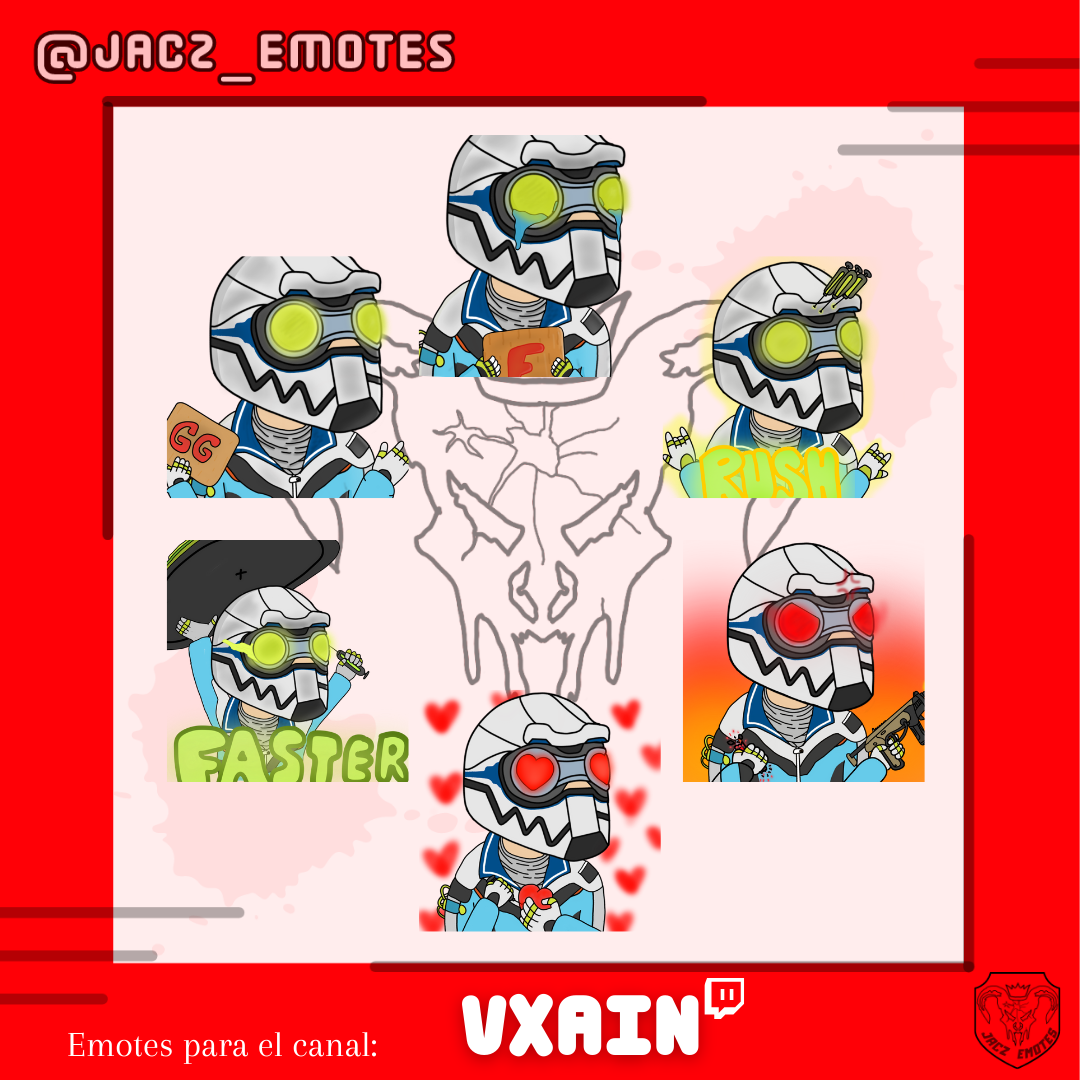 @JACZ_EMOTES
F
GG
RUSH
FASTER
VXAIN
Emotes para el canal:
JACZ EMOTES